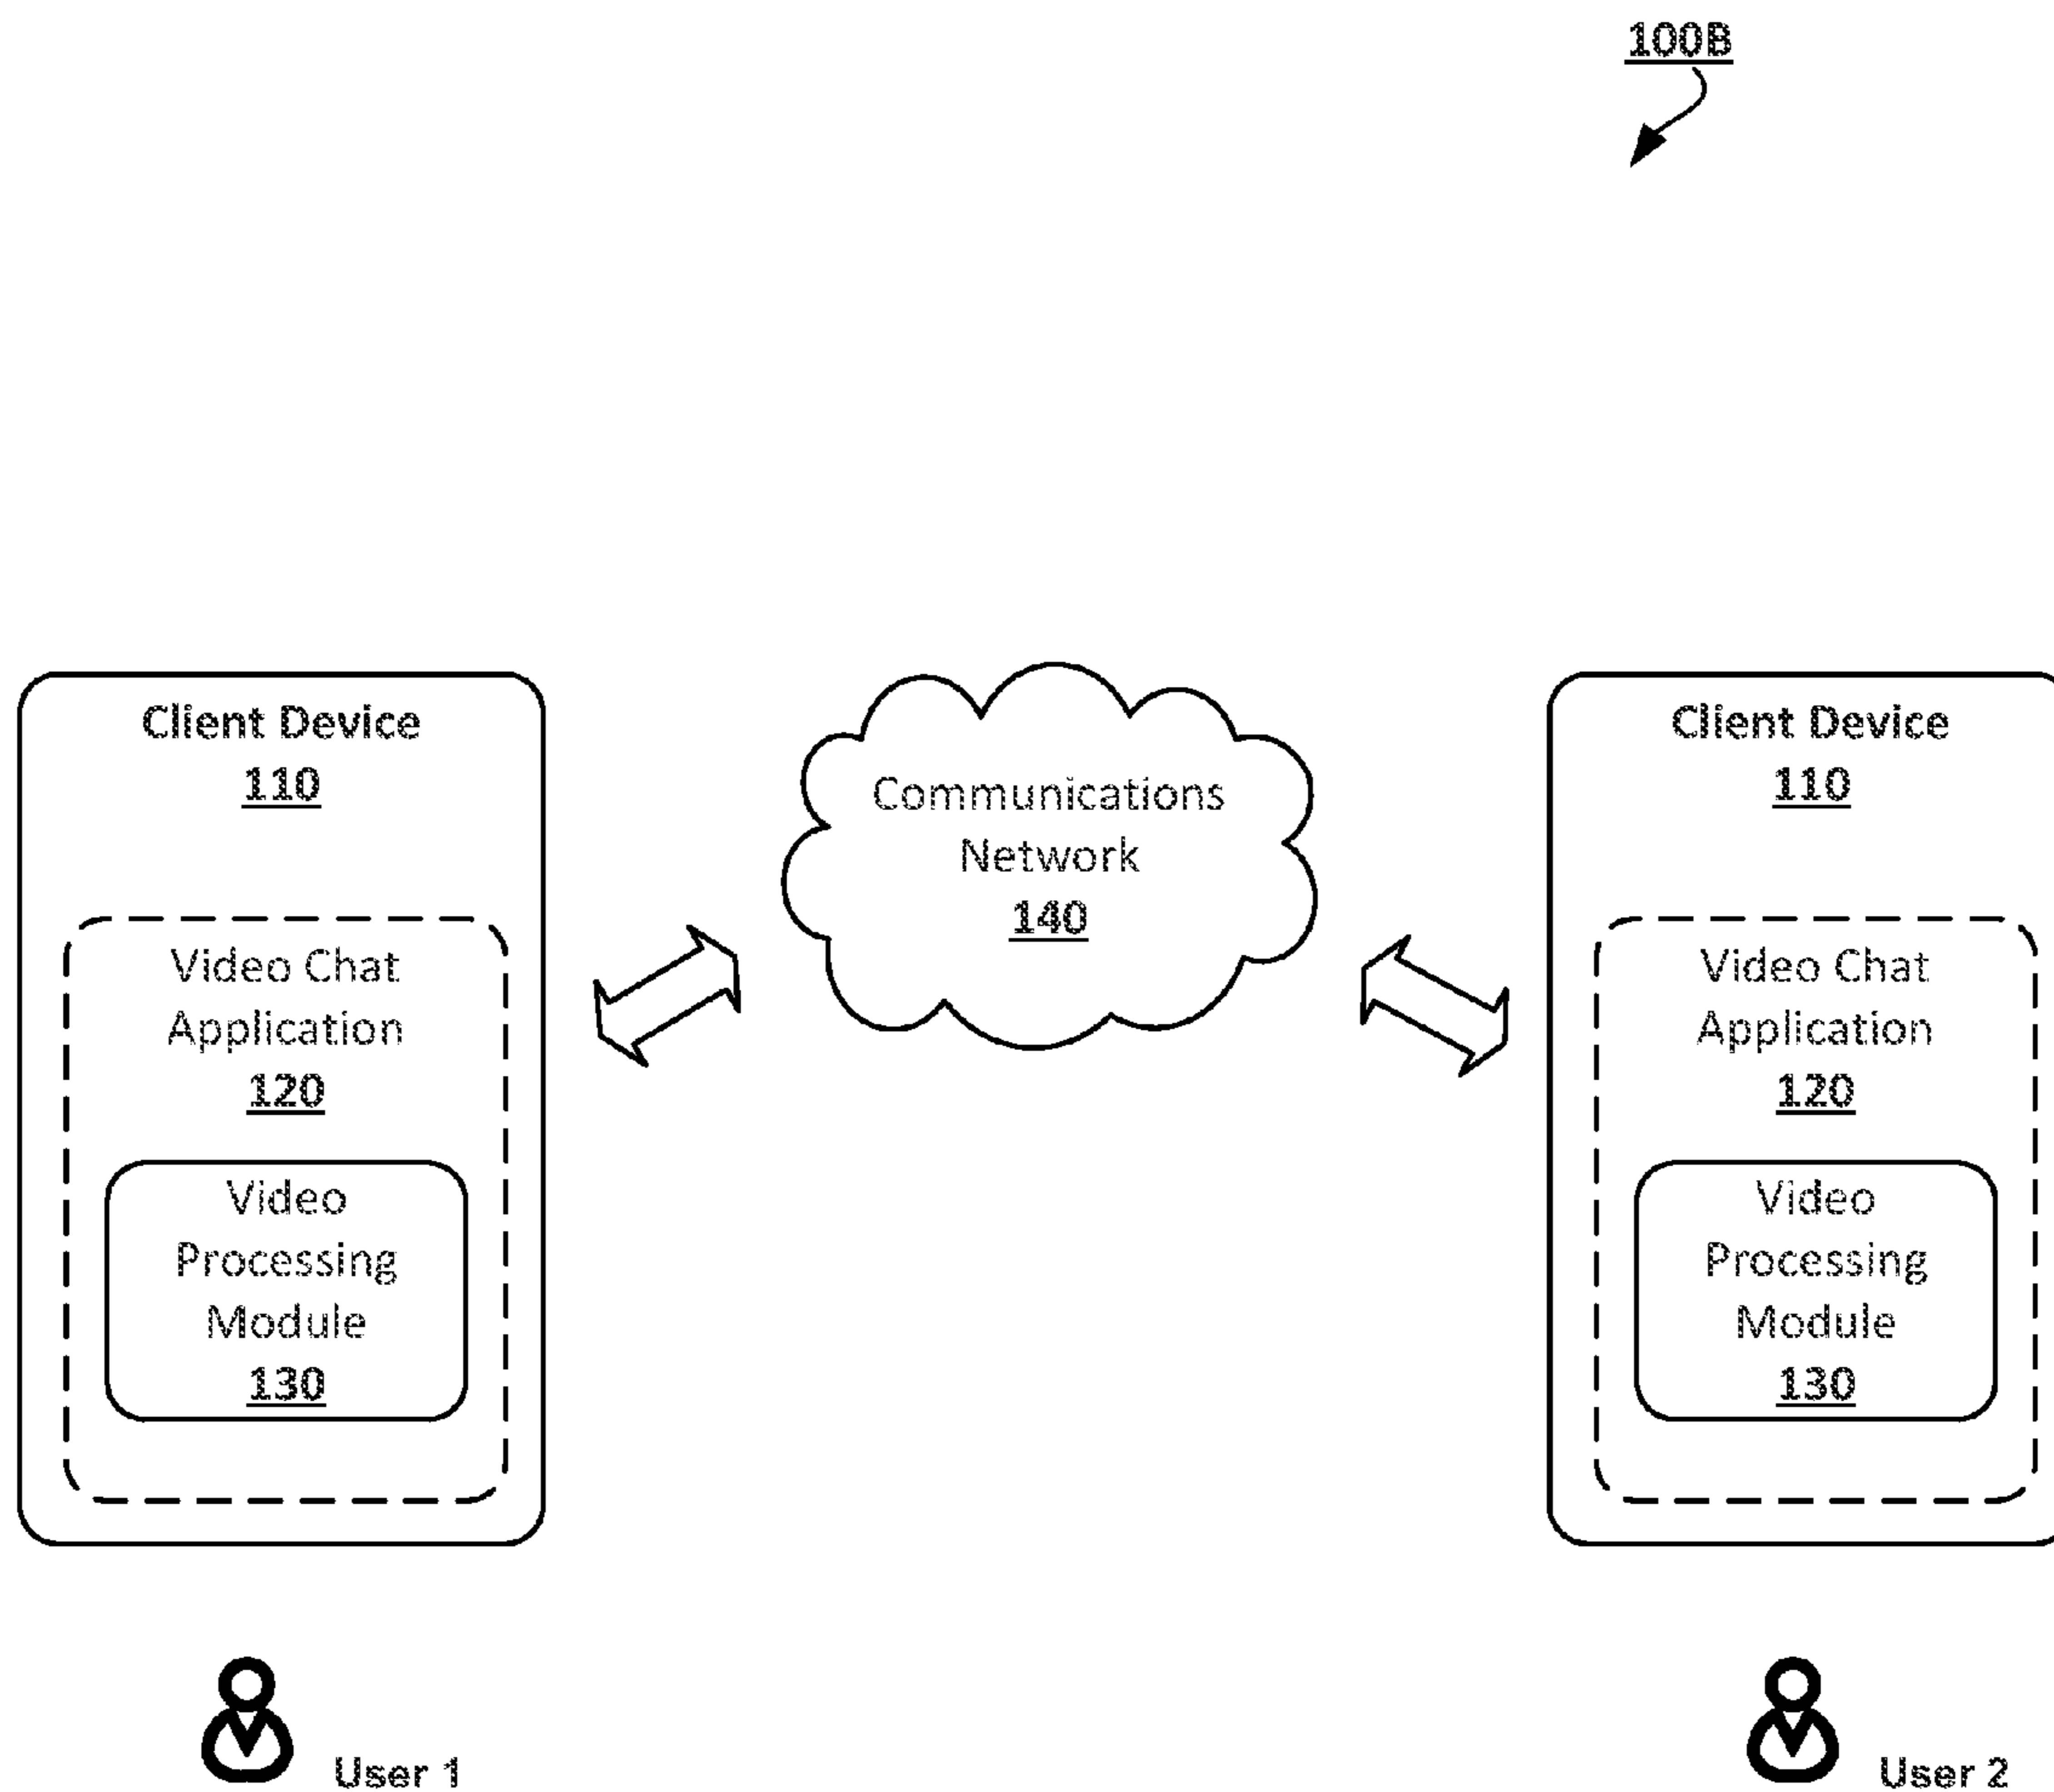 100B
Client Device
110
Video Chat
Application
120
Video
Processing
Module
130
Communications
Network
140
Client Device
110
Video Chat
Application
120
Video
Processing
Module
130
User 1
User 2